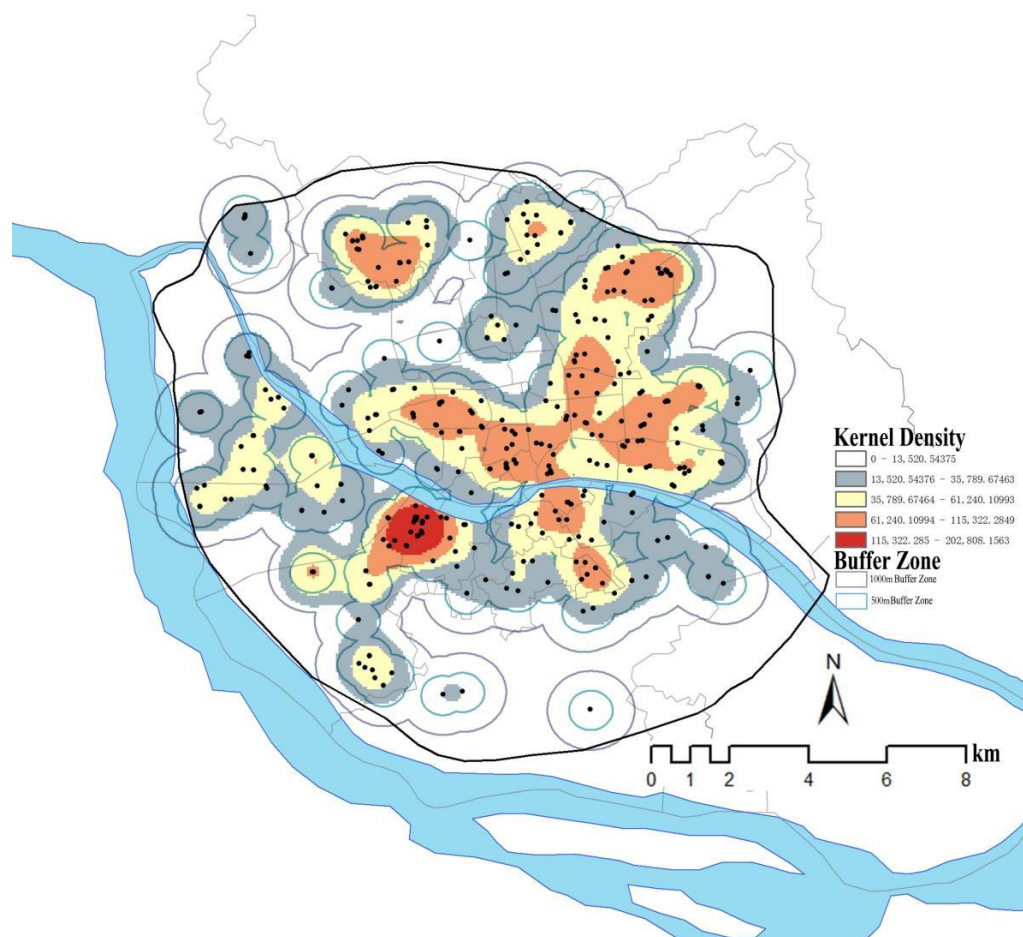 Kernel Density
0 - 13, 520. 54375
13, 520. 54376 - 35, 789. 67463
35, 789. 67464 - 61, 240. 10993
61, 240. 10994 - 115, 322. 2849
115, 322. 285 - 202, 808. 1563
Buffer Zone
1000m Buffer Zone
500m Buffer Zone
N
km
0 1 2 4 6 8